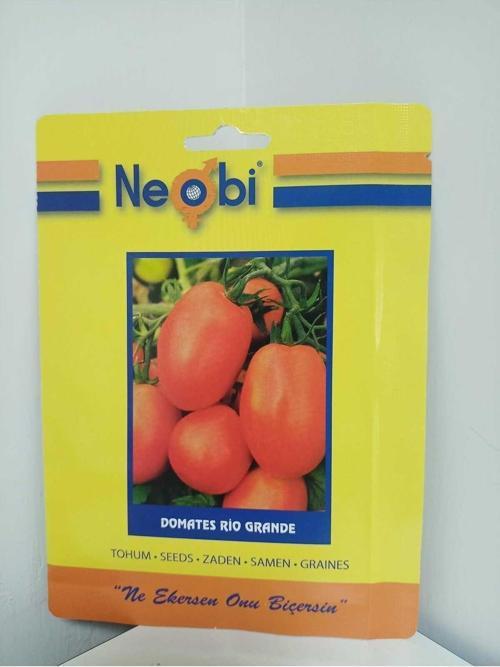 Neobi®
DOMATES RİO GRANDE
TOHUM • SEEDS • ZADEN • SAMEN • GRAINES
"Ne Ekersen Onu Biçersin"